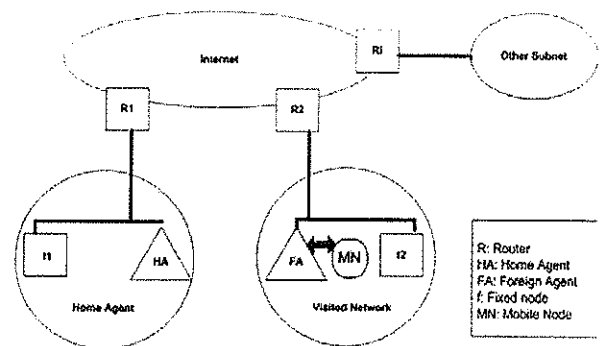 Internet
Ri
Other Subnet
R1
R2
f1
HA
FA
MN
f2
Home Agent
Visited Network
R: Router
HA: Home Agent
FA: Foreign Agent
f: Fixed node
MN: Mobile Node